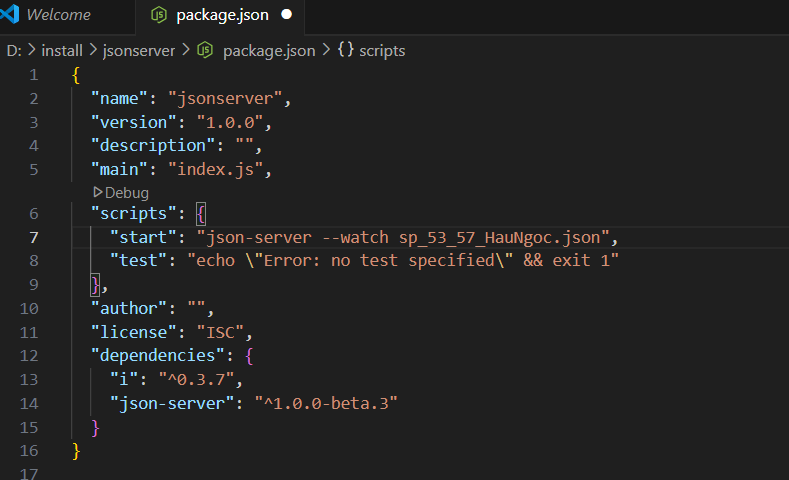 Welcome
package.json
D: > install > jsonserver > package.json > {} scripts
1 {
2 "name": "jsonserver",
3 "version": "1.0.0",
4 "description": "",
5 "main": "index.js",
Debug
6 "scripts": {
7 "start": "json-server --watch sp_53_57_HauNgoc.json",
8 "test": "echo \"Error: no test specified\" && exit 1"
9 },
10 "author": "",
11 "license": "ISC",
12 "dependencies": {
13 "i": "^0.3.7",
14 "json-server": "^1.0.0-beta.3"
15 }
16 }
17